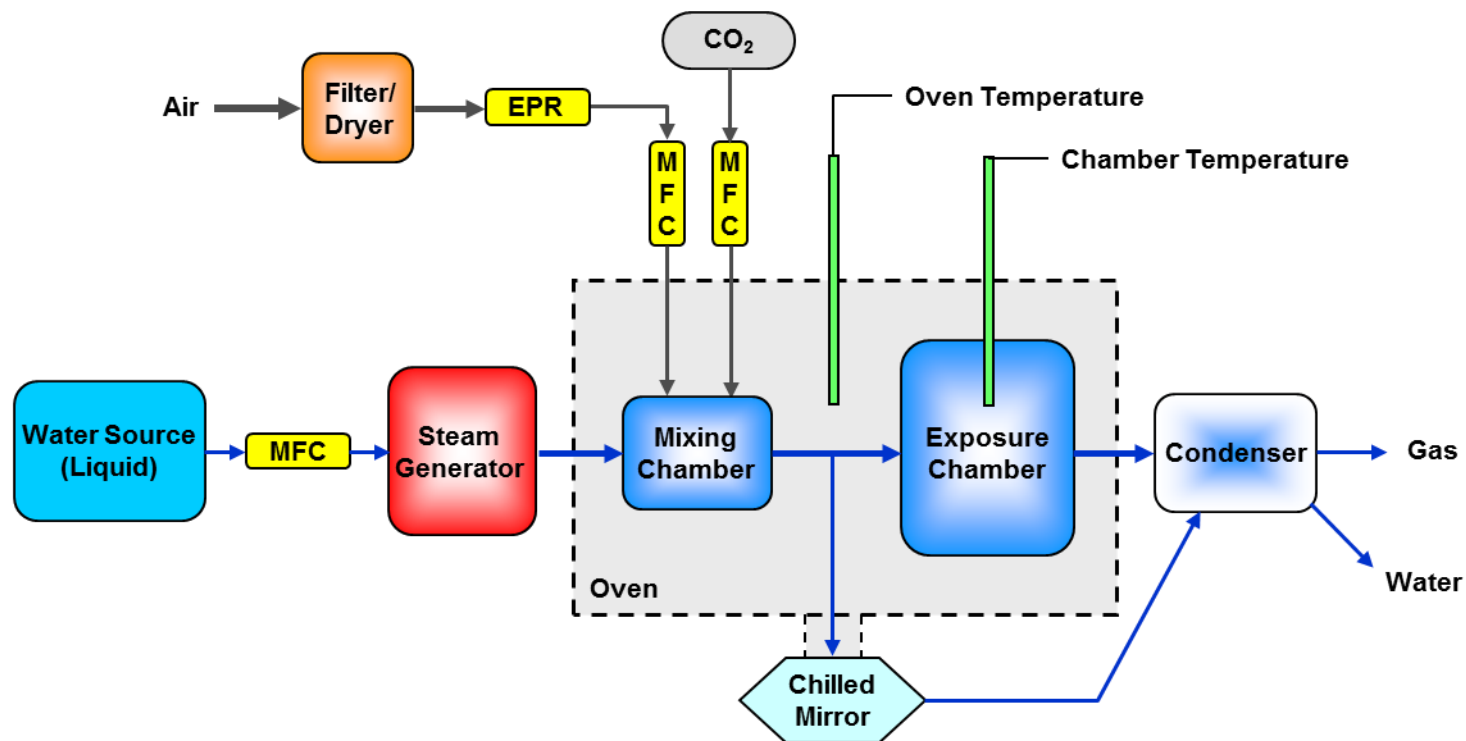 CO₂
Air
Filter/
Dryer
EPR
Oven Temperature
M
F
C
M
F
C
Chamber Temperature
Water Source
(Liquid)
MFC
Steam
Generator
Mixing
Chamber
Exposure
Chamber
Condenser
Gas
Water
Oven
Chilled
Mirror